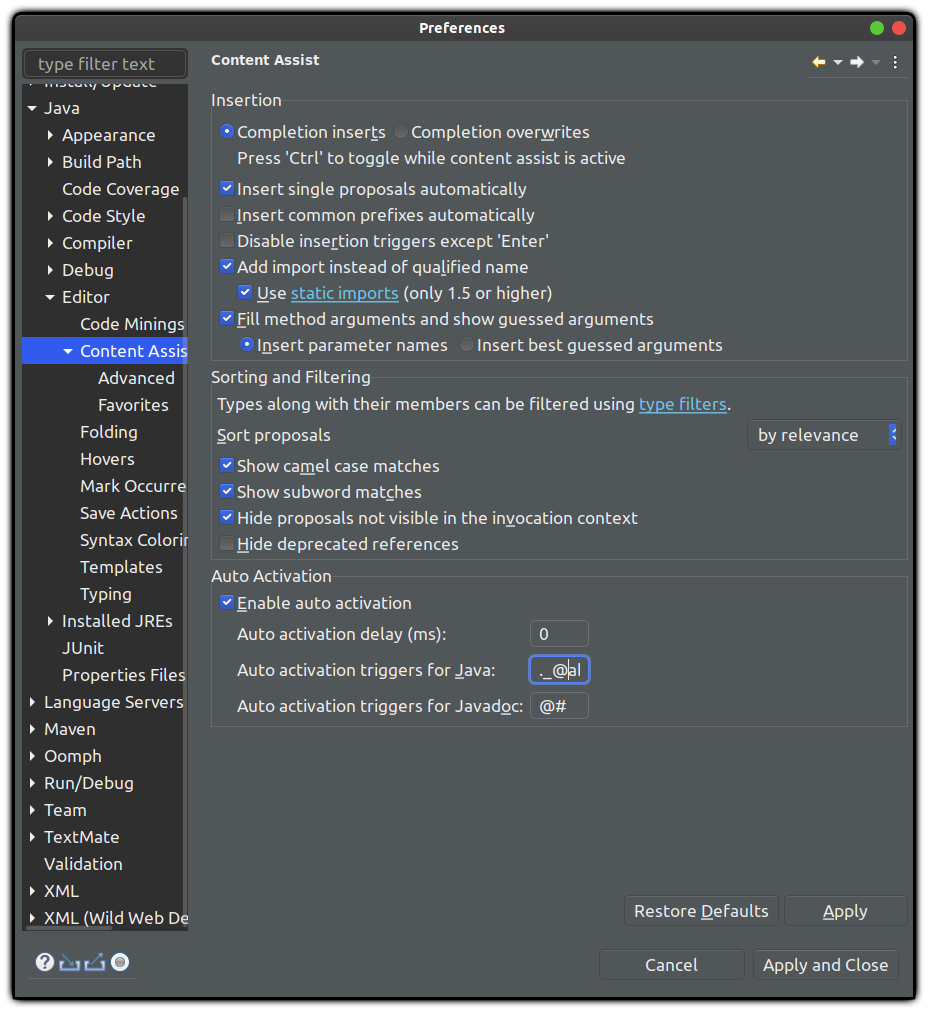 Preferences
type filter text
Install/Update
Java
Appearance
Build Path
Code Coverage
Code Style
Compiler
Debug
Editor
Code Minings
Content Assis
Advanced
Favorites
Folding
Hovers
Mark Occurre
Save Actions
Syntax Colorin
Templates
Typing
Installed JREs
JUnit
Properties Files
Language Servers
Maven
Oomph
Run/Debug
Team
TextMate
Validation
XML
XML (Wild Web De
Content Assist
Insertion
Completion inserts Completion overwrites
Press 'Ctrl' to toggle while content assist is active
Insert single proposals automatically
Insert common prefixes automatically
Disable insertion triggers except 'Enter'
Add import instead of qualified name
Use static imports (only 1.5 or higher)
Fill method arguments and show guessed arguments
Insert parameter names Insert best guessed arguments
Sorting and Filtering
Types along with their members can be filtered using type filters.
Sort proposals by relevance
Show camel case matches
Show subword matches
Hide proposals not visible in the invocation context
Hide deprecated references
Auto Activation
Enable auto activation
Auto activation delay (ms): 0
Auto activation triggers for Java: ._@al
Auto activation triggers for Javadoc: @#
Restore Defaults Apply
? Cancel Apply and Close